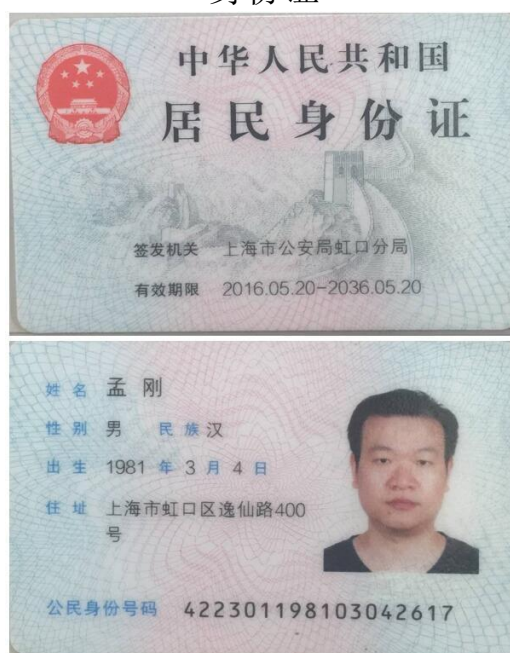 中华人民共和国
居民身份证
签发机关 上海市公安局虹口分局
有效期限 2016.05.20-2036.05.20
姓名 孟刚
性别 男 民族 汉
出生 1981 年 3 月 4 日
住址 上海市虹口区逸仙路400
号
公民身份号码 422301198103042617